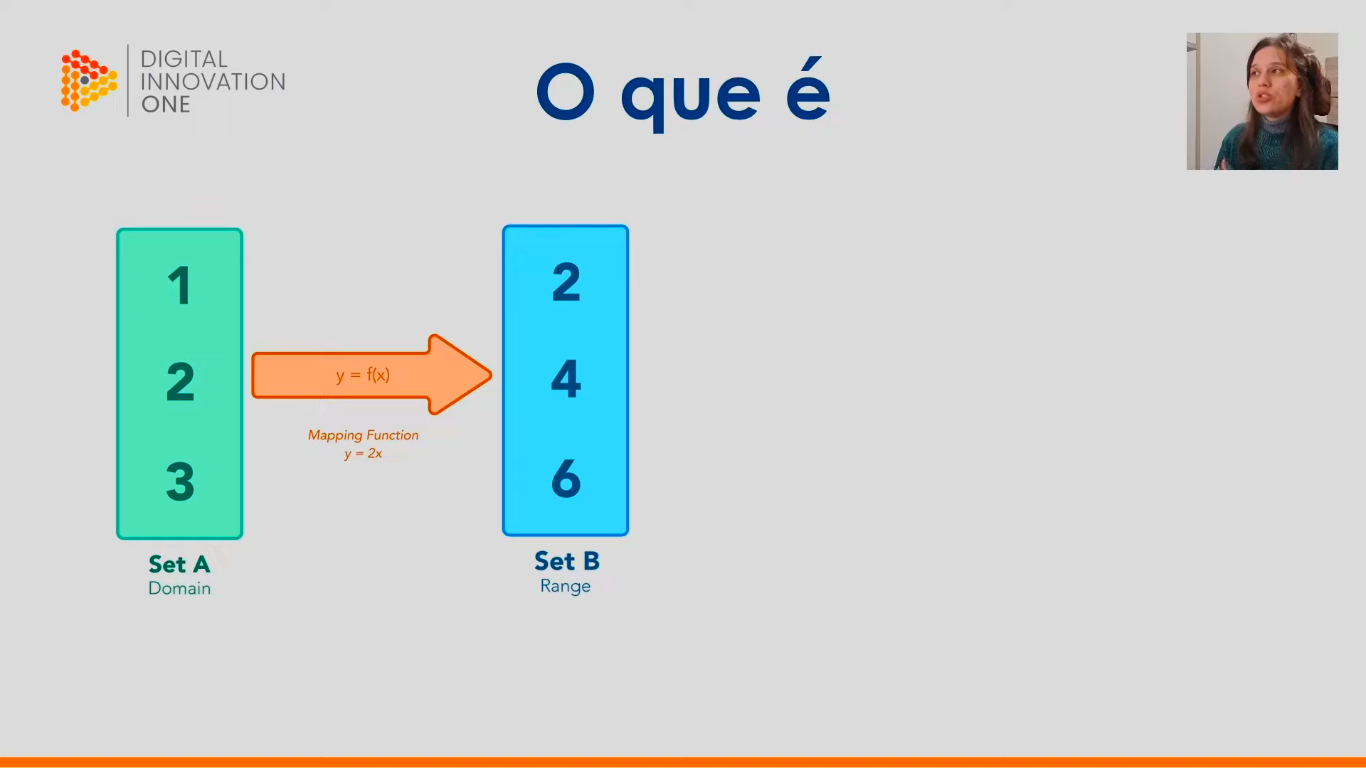 DIGITAL
INNOVATION
ONE
O que é
1
2
3
y = f(x)
Mapping Function
y = 2x
2
4
6
Set A
Domain
Set B
Range